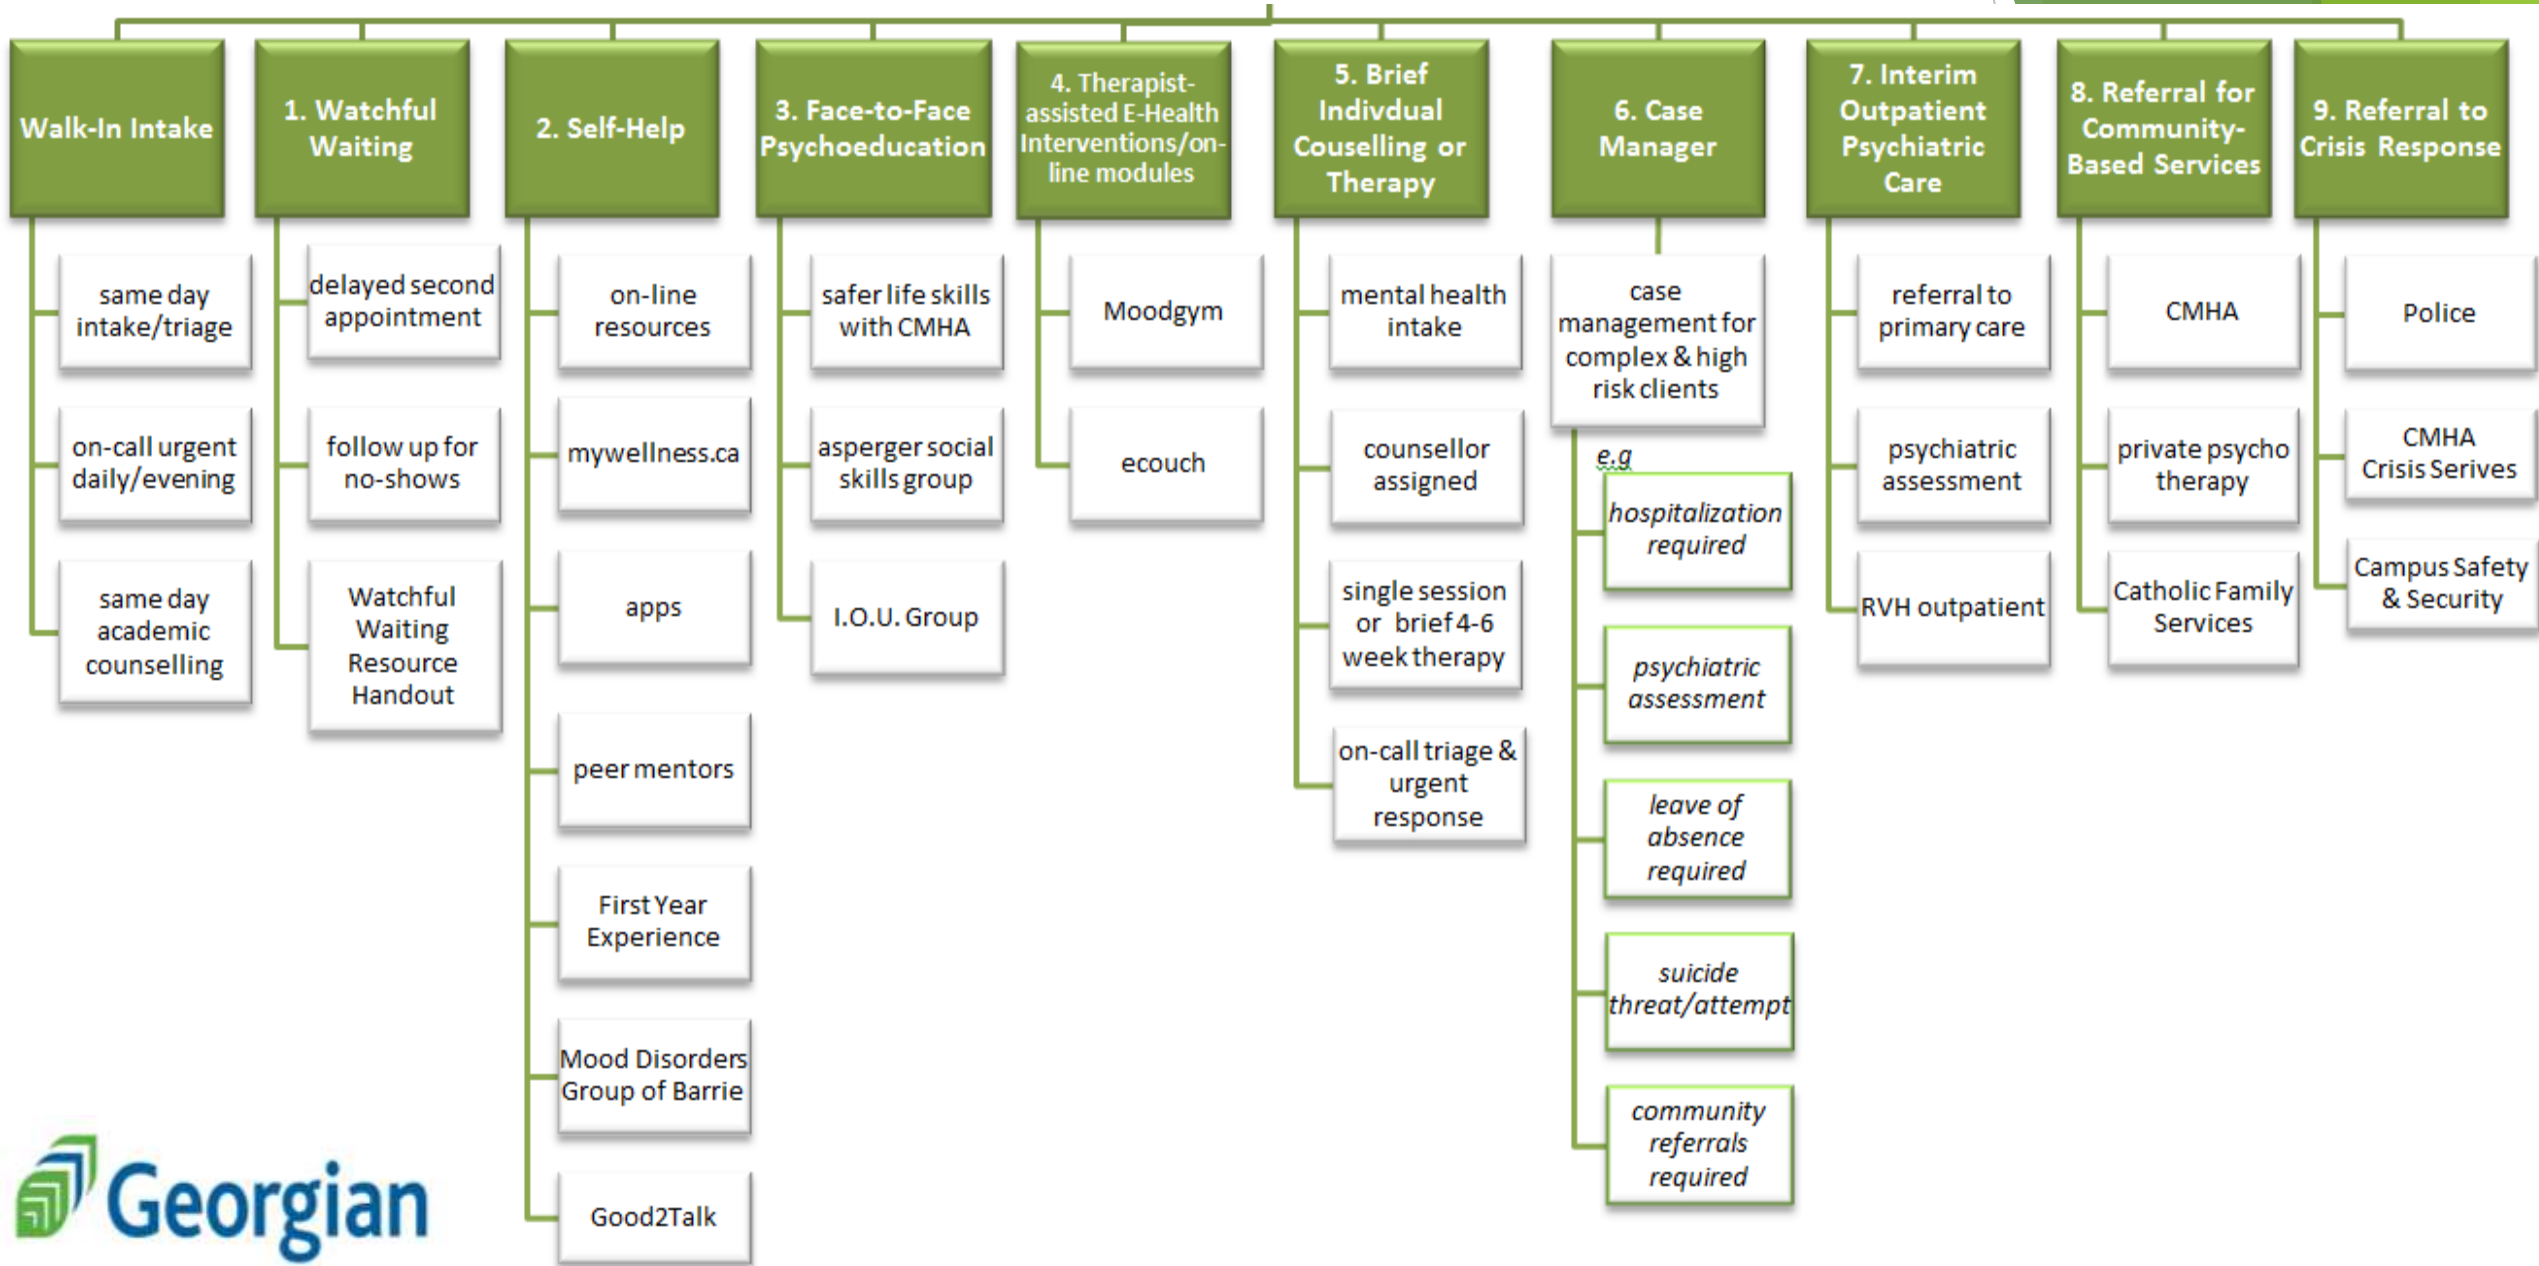 Walk-In Intake
same day
intake/triage
on-call urgent
daily/evening
same day
academic
counselling
1. Watchful
Waiting
delayed second
appointment
follow up for
no-shows
Watchful
Waiting
Resource
Handout
2. Self-Help
on-line
resources
mywellness.ca
apps
peer mentors
First Year
Experience
Mood Disorders
Group of Barrie
Good2Talk
3. Face-to-Face
Psychoeducation
safer life skills
with CMHA
asperger social
skills group
I.O.U. Group
4. Therapist-
assisted E-Health
Interventions/on-
line modules
Moodgym
ecouch
5. Brief
Indivdual
Couselling or
Therapy
mental health
intake
counsellor
assigned
single session
or brief 4-6
week therapy
on-call triage &
urgent
response
6. Case
Manager
case
management for
complex & high
risk clients
e.g
hospitalization
required
psychiatric
assessment
leave of
absence
required
suicide
threat/attempt
community
referrals
required
7. Interim
Outpatient
Psychiatric
Care
referral to
primary care
psychiatric
assessment
RVH outpatient
8. Referral for
Community-
Based Services
CMHA
private psycho
therapy
Catholic Family
Services
9. Referral to
Crisis Response
Police
CMHA
Crisis Serives
Campus Safety
& Security
Georgian